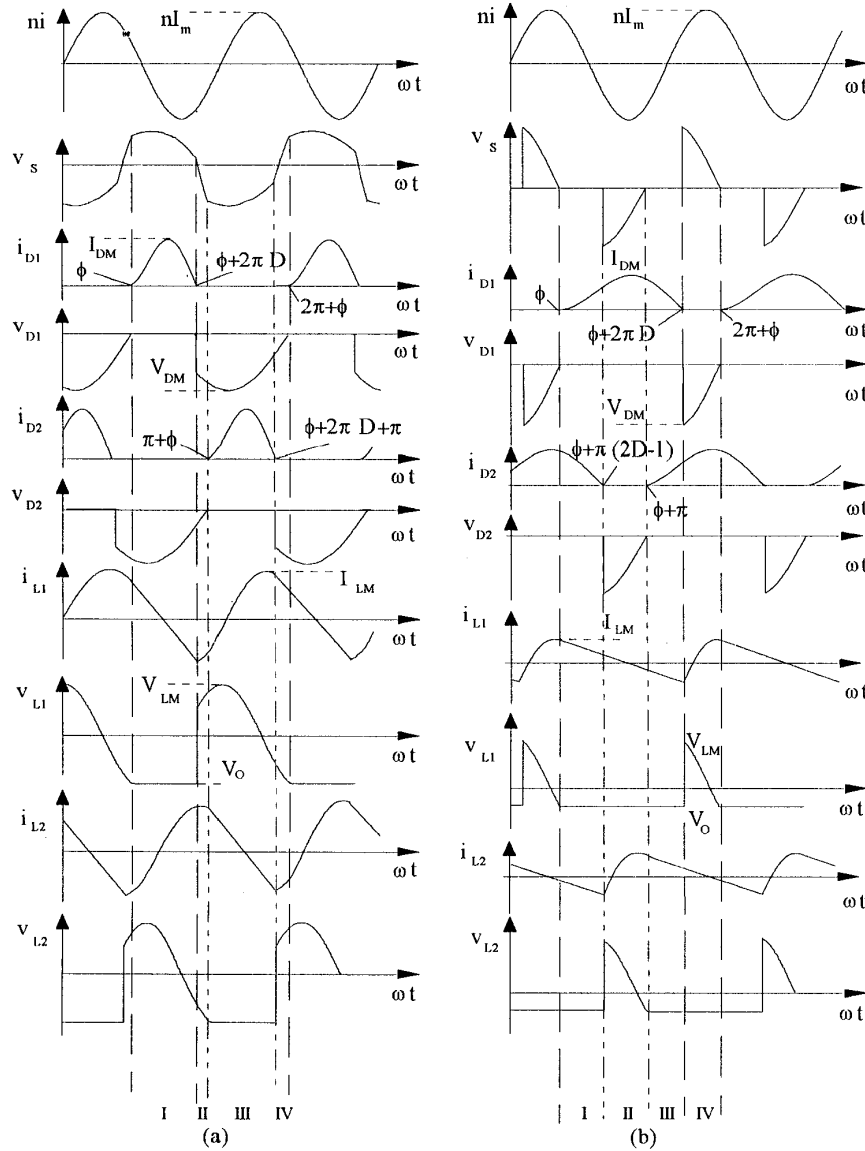 ni
nI_m
ωt
v_S
ωt
i_D1
I_DM
ϕ
ϕ+2π D
ωt
2π+ϕ
v_D1
V_DM
ωt
i_D2
π+ϕ
ϕ+2π D+π
ωt
v_D2
ωt
i_L1
I_LM
ωt
v_L1
V_LM
ωt
V_O
i_L2
ωt
v_L2
ωt
I II III IV
(a)
ni
nI_m
ωt
v_S
ωt
i_D1
I_DM
ϕ
ωt
ϕ+2π D
2π+ϕ
v_D1
ωt
V_DM
i_D2
ϕ+π (2D-1)
ωt
ϕ+π
v_D2
ωt
i_L1
I_LM
ωt
v_L1
V_LM
ωt
V_O
i_L2
ωt
v_L2
ωt
I II III IV
(b)